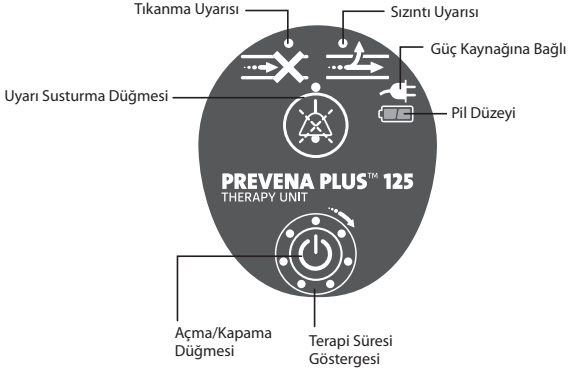 Tıkanma Uyarısı
Sızıntı Uyarısı
Güç Kaynağına Bağlı
Uyarı Susturma Düğmesi
Pil Düzeyi
PREVENA PLUS™ 125
THERAPY UNIT
Açma/Kapama
Düğmesi
Terapi Süresi
Göstergesi